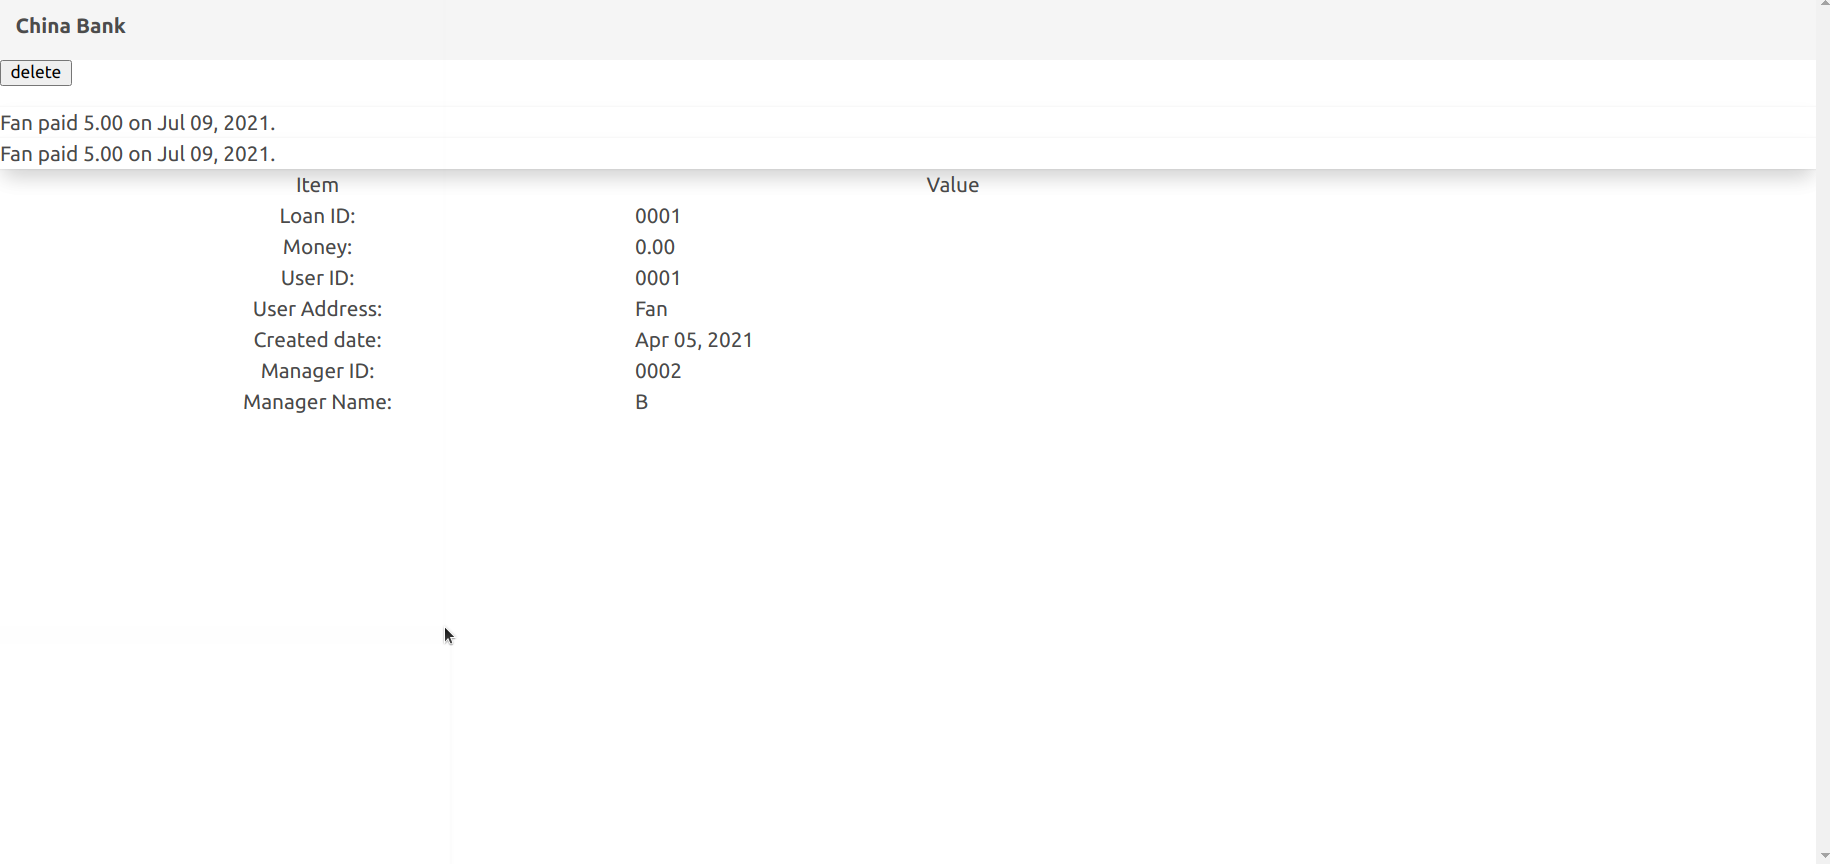 China Bank
delete
Fan paid 5.00 on Jul 09, 2021.
Fan paid 5.00 on Jul 09, 2021.
Item Value
Loan ID: 0001
Money: 0.00
User ID: 0001
User Address: Fan
Created date: Apr 05, 2021
Manager ID: 0002
Manager Name: B